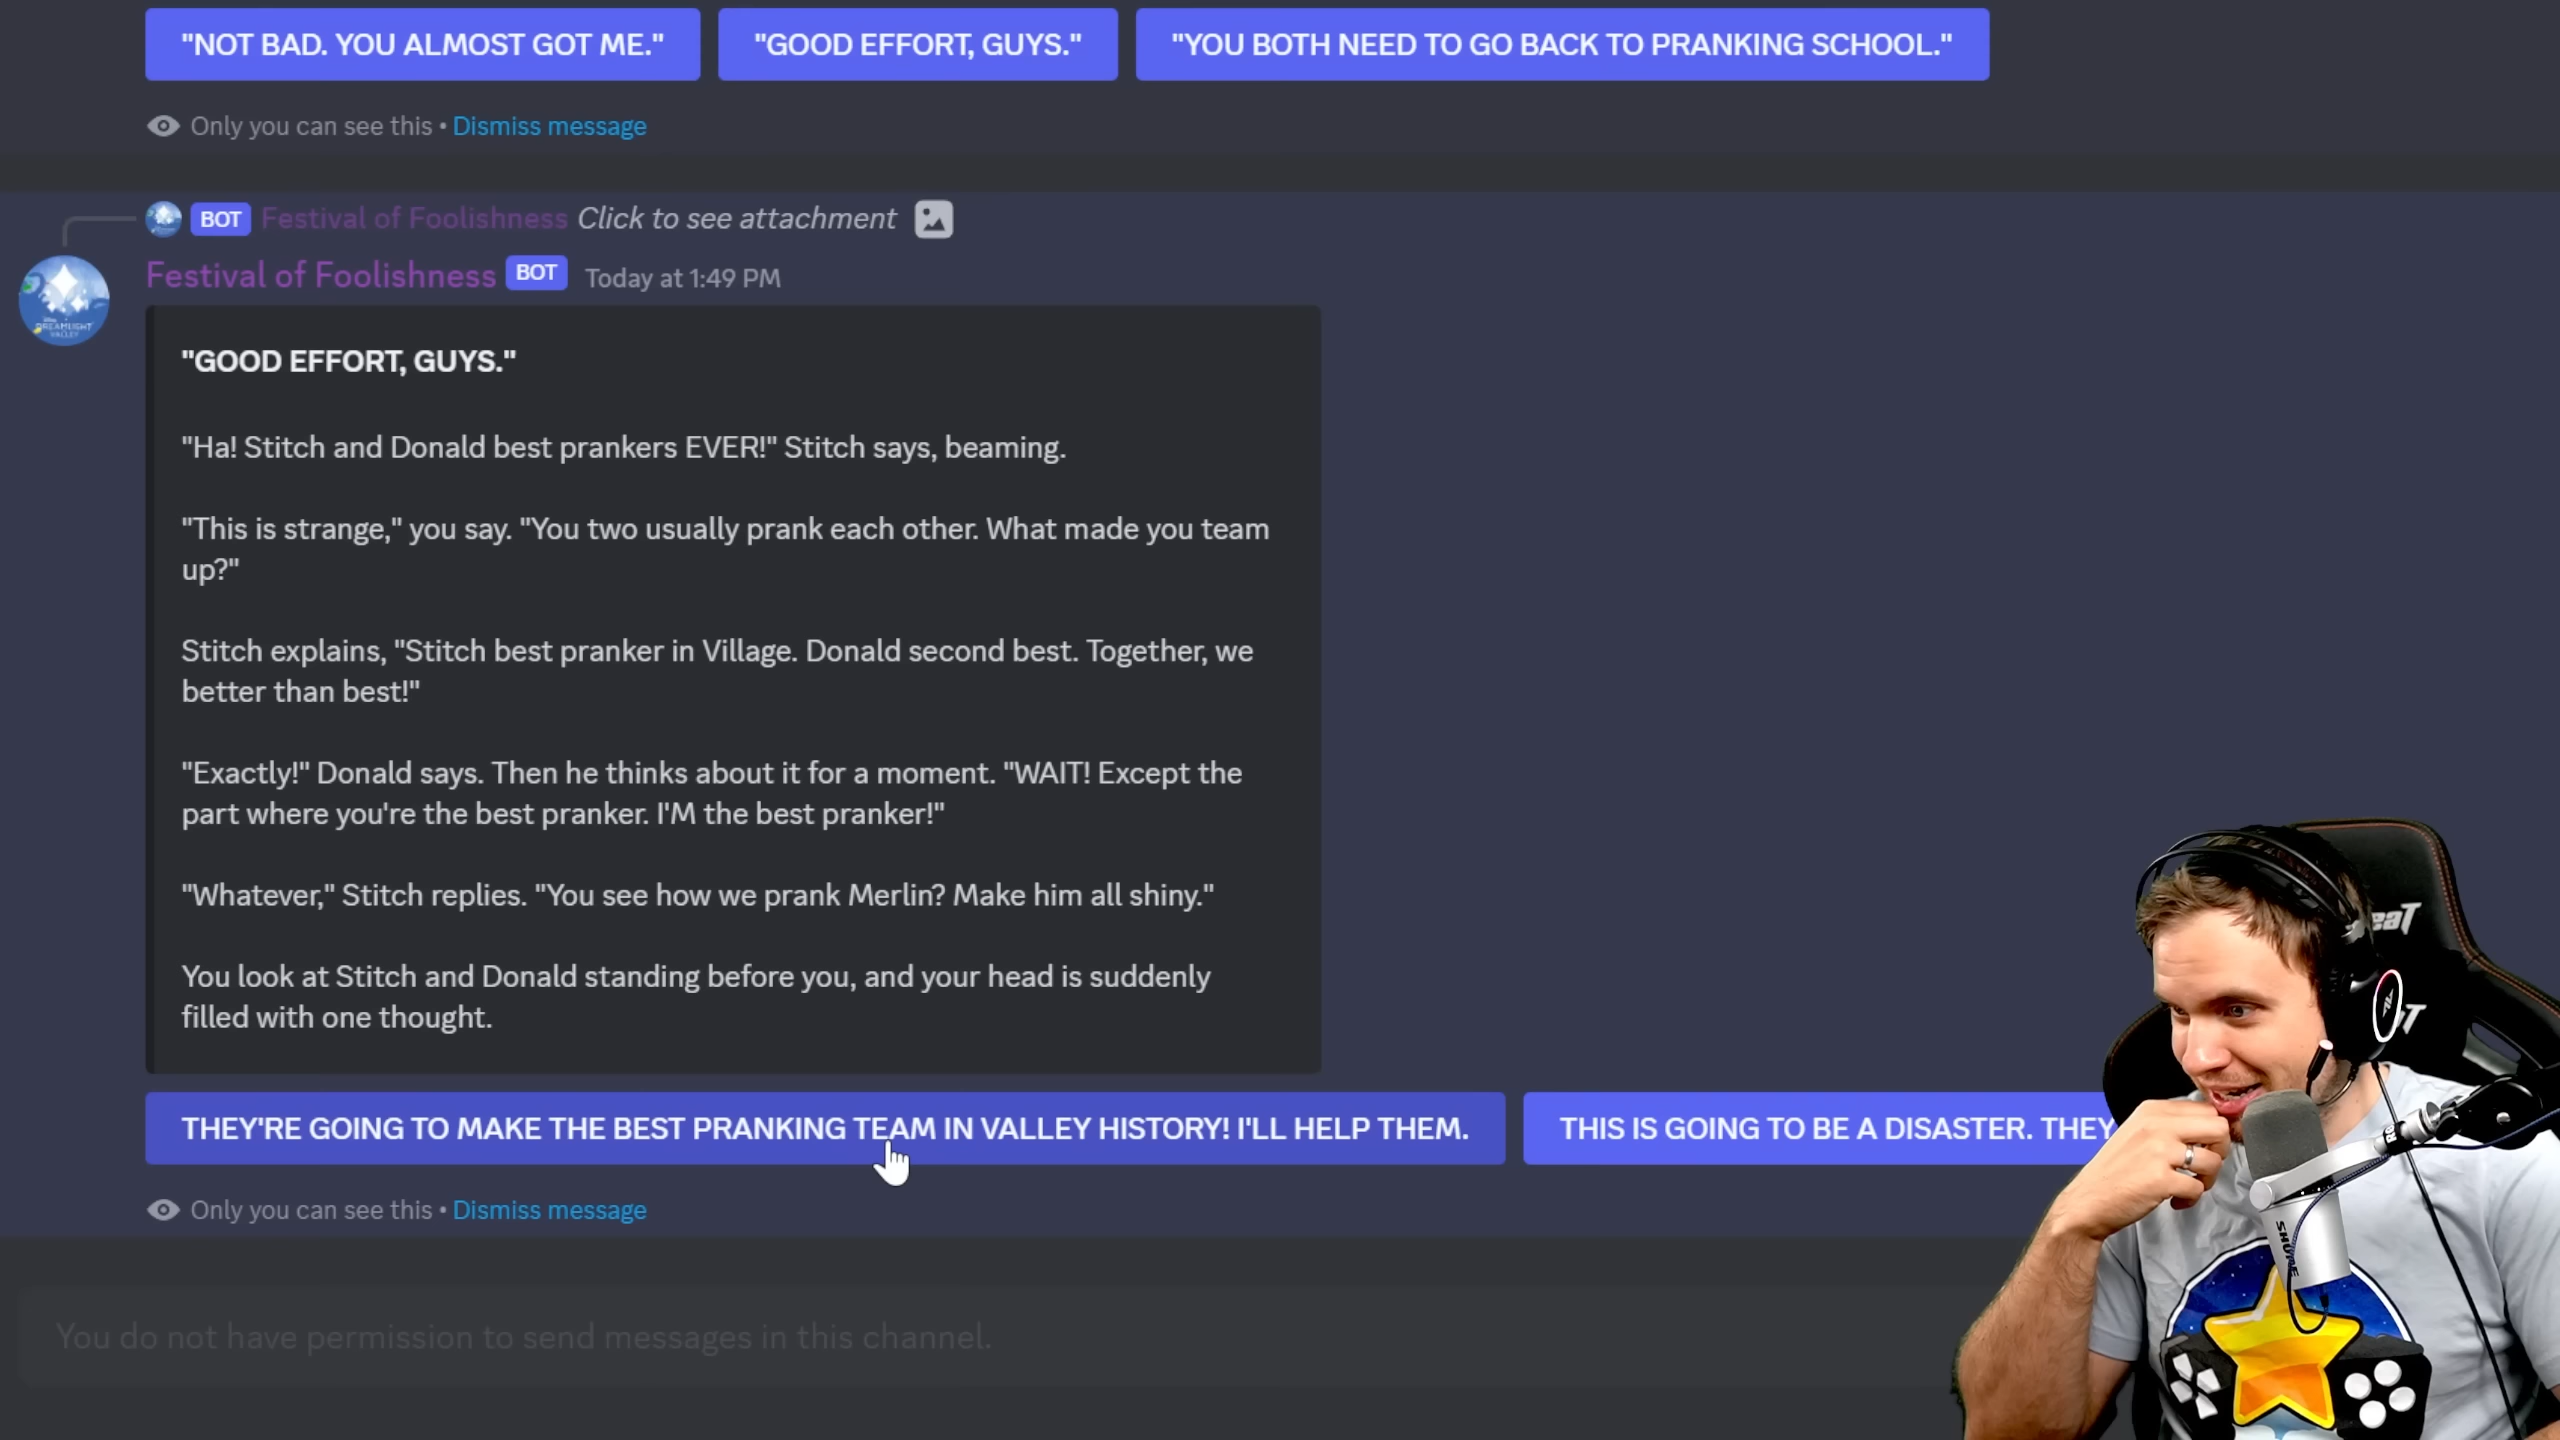 "NOT BAD. YOU ALMOST GOT ME."
"GOOD EFFORT, GUYS."
"YOU BOTH NEED TO GO BACK TO PRANKING SCHOOL."
Only you can see this • Dismiss message
BOT Festival of Foolishness Click to see attachment
Festival of Foolishness BOT Today at 1:49 PM
DREAMLIGHT
VALLEY
"GOOD EFFORT, GUYS."
"Ha! Stitch and Donald best prankers EVER!" Stitch says, beaming.
"This is strange," you say. "You two usually prank each other. What made you team
up?"
Stitch explains, "Stitch best pranker in Village. Donald second best. Together, we
better than best!"
"Exactly!" Donald says. Then he thinks about it for a moment. "WAIT! Except the
part where you're the best pranker. I'M the best pranker!"
"Whatever," Stitch replies. "You see how we prank Merlin? Make him all shiny."
You look at Stitch and Donald standing before you, and your head is suddenly
filled with one thought.
THEY'RE GOING TO MAKE THE BEST PRANKING TEAM IN VALLEY HISTORY! I'LL HELP THEM.
THIS IS GOING TO BE A DISASTER. THEY
Only you can see this • Dismiss message
You do not have permission to send messages in this channel.
SHURE